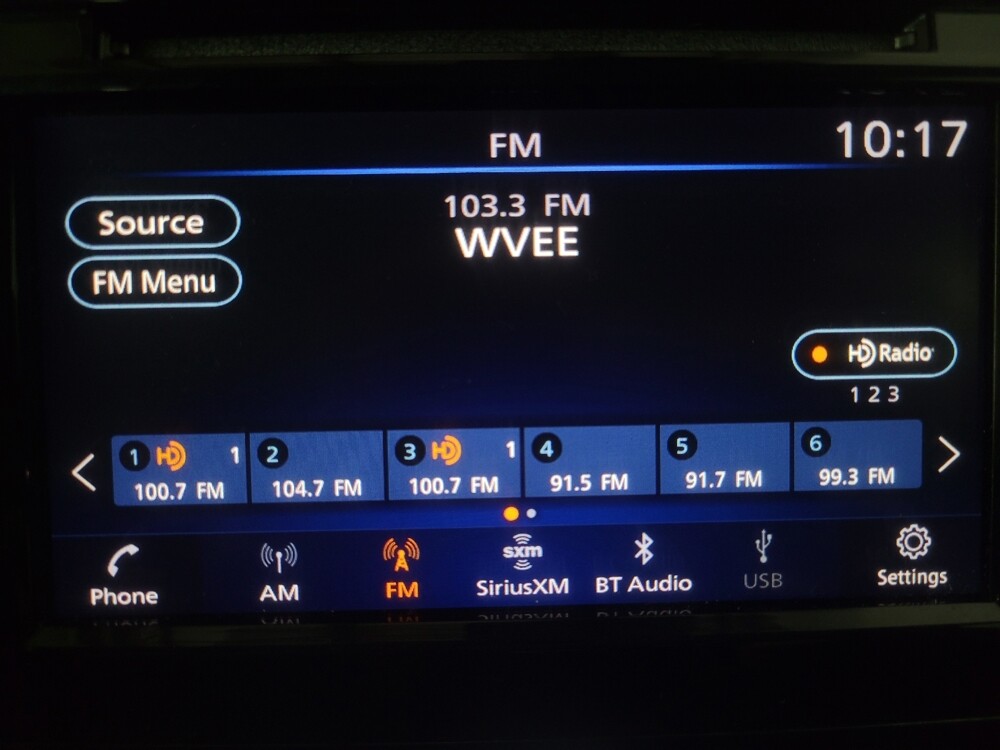 FM
10:17
103.3 FM
WVEE
Source
FM Menu
HD Radio
1 2 3
1 HD 1
100.7 FM
2
104.7 FM
3 HD 1
100.7 FM
4
91.5 FM
5
91.7 FM
6
99.3 FM
Phone
AM
FM
sxm
SiriusXM
BT Audio
USB
Settings